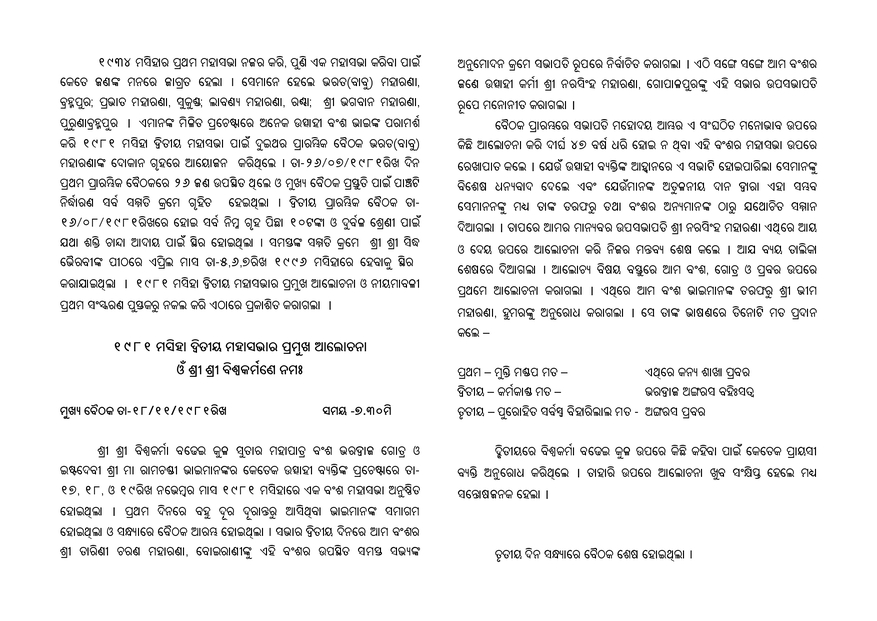 ୧୯୩୪ ମସିହାର ପ୍ରଥମ ମହାସଭା ନଜର କରି, ପୁଣି ଏକ ମହାସଭା କରିବା ପାଇଁ
କେତେ ଜଣଙ୍କ ମନରେ ଜାଗ୍ରତ ହେଲା । ସେମାନେ ହେଲେ ଭରତ(ବାବୁ) ମହାରଣା,
ବ୍ରହ୍ମପୁର; ପ୍ରଭାତ ମହାରଣା, ସୁକୁଣ୍ଡ; ଲାବଣ୍ୟ ମହାରଣା, ରଣ୍ଢା; ଶ୍ରୀ ଭଗବାନ ମହାରଣା,
ପୁରୁଣାବ୍ରହ୍ମପୁର । ଏମାନଙ୍କ ମିଳିତ ପ୍ରଚେଷ୍ଟାରେ ଅନେକ ଉତ୍ସାହୀ ବଂଶ ଭାଇଙ୍କ ପରାମର୍ଶ
କରି ୧୯୮୧ ମସିହା ଦ୍ଵିତୀୟ ମହାସଭା ପାଇଁ ଦୁଇଥର ପ୍ରାରମ୍ଭିକ ବୈଠକ ଭରତ(ବାବୁ)
ମହାରଣାଙ୍କ ଦୋକାନ ଗୃହରେ ଆୟୋଜନ କରିଥିଲେ । ତା-୨୬/୦୭/୧୯୮୧ରିଖ ଦିନ
ପ୍ରଥମ ପ୍ରାରମ୍ଭିକ ବୈଠକରେ ୨୬ ଜଣ ଉପସ୍ଥିତ ଥିଲେ ଓ ମୁଖ୍ୟ ବୈଠକ ପ୍ରସ୍ତୁତି ପାଇଁ ପାଞ୍ଚଟି
ନିର୍ଦ୍ଧାରଣ ସର୍ବ ସମ୍ମତି କ୍ରମେ ଗୃହିତ ହେଇଥିଲା । ଦ୍ଵିତୀୟ ପ୍ରାରମ୍ଭିକ ବୈଠକ ତା-
୧୬/୦୮/୧୯୮୧ରିଖରେ ହୋଇ ସର୍ବ ନିମ୍ନ ଗୃହ ପିଛା ୧୦ଟଙ୍କା ଓ ଦୁର୍ବଳ ଶ୍ରେଣୀ ପାଇଁ
ଯଥା ଶକ୍ତି ଚାନ୍ଦା ଆଦାୟ ପାଇଁ ସ୍ଥିର ହୋଇଥିଲା । ସମସ୍ତଙ୍କ ସମ୍ମତି କ୍ରମେ ଶ୍ରୀ ଶ୍ରୀ ସିଦ୍ଧ
ଭୈରବୀଙ୍କ ପୀଠରେ ଏପ୍ରିଲ ମାସ ତା-୫,୬,୭ରିଖ ୧୯୯୬ ମସିହାରେ ହେବାକୁ ସ୍ଥିର
କରାଯାଇଥିଲା । ୧୯୮୧ ମସିହା ଦ୍ଵିତୀୟ ମହାସଭାର ପ୍ରମୁଖ ଆଲୋଚନା ଓ ନୀୟମାବଳୀ
ପ୍ରଥମ ସଂସ୍କରଣ ପୁସ୍ତକରୁ ନକଲ କରି ଏଠାରେ ପ୍ରକାଶିତ କରାଗଲା ।
୧୯୮୧ ମସିହା ଦ୍ଵିତୀୟ ମହାସଭାର ପ୍ରମୁଖ ଆଲୋଚନା
ଓଁ ଶ୍ରୀ ଶ୍ରୀ ବିଶ୍ୱକର୍ମଣେ ନମଃ
ମୁଖ୍ୟ ବୈଠକ ତା-୧୮/୧୧/୧୯୮୧ରିଖ ସମୟ -୭.୩୦ମି
ଶ୍ରୀ ଶ୍ରୀ ବିଶ୍ୱକର୍ମା ବଢେଇ କୁଳ ସୁତାର ମହାପାତ୍ର ବଂଶ ଭରଦ୍ୱାଜ ଗୋତ୍ର ଓ
ଇଷ୍ଟଦେବୀ ଶ୍ରୀ ମା ରାମଚଣ୍ଡୀ ଭାଇମାନଙ୍କର କେତେକ ଉତ୍ସାହୀ ବ୍ୟକ୍ତିଙ୍କ ପ୍ରଚେଷ୍ଟାରେ ତା-
୧୭, ୧୮, ଓ ୧୯ରିଖ ନଭେମ୍ବର ମାସ ୧୯୮୧ ମସିହାରେ ଏକ ବଂଶ ମହାସଭା ଅନୁଷ୍ଠିତ
ହୋଇଥିଲା । ପ୍ରଥମ ଦିନରେ ବହୁ ଦୂର ଦୂରାନ୍ତରୁ ଆସିଥିବା ଭାଇମାନଙ୍କ ସମାଗମ
ହୋଇଥିଲା ଓ ସନ୍ଧ୍ୟାରେ ବୈଠକ ଆରମ୍ଭ ହୋଇଥିଲା । ସଭାର ଦ୍ଵିତୀୟ ଦିନରେ ଆମ ବଂଶର
ଶ୍ରୀ ତାରିଣୀ ଚରଣ ମହାରଣା, ବୋଇରାଣୀଙ୍କୁ ଏହି ବଂଶର ଉପସ୍ଥିତ ସମସ୍ତ ସଭ୍ୟଙ୍କ
ଅନୁମୋଦନ କ୍ରମେ ସଭାପତି ରୂପରେ ନିର୍ବାଚିତ କରାଗଲା । ଏଠି ସଙ୍ଗେ ସଙ୍ଗେ ଆମ ବଂଶର
ଜଣେ ଉତ୍ସାହୀ କର୍ମୀ ଶ୍ରୀ ନରସିଂହ ମହାରଣା, ଗୋପାଳପୁରଙ୍କୁ ଏହି ସଭାର ଉପସଭାପତି
ରୂପେ ମନୋନୀତ କରାଗଲା ।
ବୈଠକ ପ୍ରାରମ୍ଭରେ ସଭାପତି ମହୋଦୟ ଆମ୍ଭର ଏ ସଂଘଠିତ ମନୋଭାବ ଉପରେ
କିଛି ଆଲୋଚନା କରି ଦୀର୍ଘ ୪୭ ବର୍ଷ ଧରି ହୋଇ ନ ଥିବା ଏହି ବଂଶର ମହାସଭା ଉପରେ
ରେଖାପାତ କଲେ । ଯେଉଁ ଉତ୍ସାହୀ ବ୍ୟକ୍ତିଙ୍କ ଆହ୍ୱାନରେ ଏ ସଭାଟି ହୋଇପାରିଲା ସେମାନଙ୍କୁ
ବିଶେଷ ଧନ୍ୟବାଦ ଦେଲେ ଏବଂ ଯେଉଁମାନଙ୍କ ଅତୁଳନୀୟ ଦାନ ଦ୍ୱାରା ଏହା ସମ୍ଭବ
ସେମାନନଙ୍କୁ ମଧ୍ୟ ତାଙ୍କ ତରଫରୁ ତଥା ବଂଶର ଅନ୍ୟମାନଙ୍କ ଠାରୁ ଯଥୋଚିତ ସମ୍ମାନ
ଦିଆଗଲା । ତାପରେ ଆମର ମାନ୍ୟବର ଉପସଭାପତି ଶ୍ରୀ ନରସିଂହ ମହାରଣା ଏଥିରେ ଆୟ
ଓ ଦେୟ ଉପରେ ଆଲୋଚନା କରି ନିଜର ମନ୍ତବ୍ୟ ଶେଷ କଲେ । ଆଯ ବ୍ୟୟ ତାଲିକା
ଶେଷରେ ଦିଆଗଲା । ଆଲୋଚ୍ୟ ବିଷୟ ବସ୍ତୁରେ ଆମ ବଂଶ, ଗୋତ୍ର ଓ ପ୍ରବର ଉପରେ
ପ୍ରଥମେ ଆଲୋଚନା କରାଗଲା । ଏଥିରେ ଆମ ବଂଶ ଭାଇମାନଙ୍କ ତରଫରୁ ଶ୍ରୀ ଭୀମ
ମହାରଣା, ହୁମରଙ୍କୁ ଅନୁରୋଧ କରାଗଲା । ସେ ତାଙ୍କ ଭାଷଣରେ ତିନୋଟି ମତ ପ୍ରଦାନ
କଲେ –
ପ୍ରଥମ – ମୁକ୍ତି ମଣ୍ଡପ ମତ – ଏଥିରେ କନ୍ୟ ଶାଖା ପ୍ରବର
ଦ୍ଵିତୀୟ – କର୍ମକାଣ୍ଡ ମତ – ଭରଦ୍ୱାଜ ଅଙ୍ଗରସ ବହିଃସତ୍ୱ
ତୃତୀୟ – ପୁରୋହିତ ସର୍ବସ୍ୱ ବିହାରିଲାଲ ମତ - ଅଙ୍ଗରସ ପ୍ରବର
ଦ୍ଵିତୀୟରେ ବିଶ୍ୱକର୍ମା ବଢେଇ କୁଳ ଉପରେ କିଛି କହିବା ପାଇଁ କେତେକ ପ୍ରାୟସୀ
ବ୍ୟକ୍ତି ଅନୁରୋଧ କରିଥିଲେ । ତାହାରି ଉପରେ ଆଲୋଚନା ଖୁବ ସଂକ୍ଷିପ୍ତ ହେଲେ ମଧ୍ୟ
ସନ୍ତୋଷଜନକ ହେଲା ।
ତୃତୀୟ ଦିନ ସନ୍ଧ୍ୟାରେ ବୈଠକ ଶେଷ ହୋଇଥିଲା ।